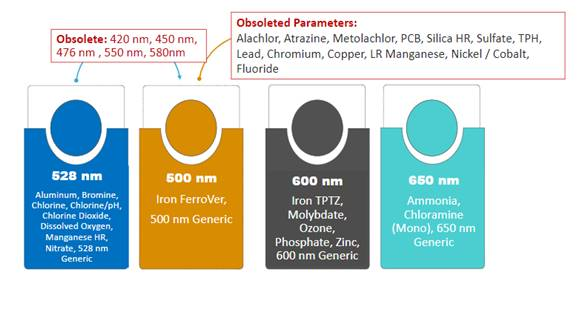 Obsolete: 420 nm, 450 nm,
476 nm , 550 nm, 580nm
Obsoleted Parameters:
Alachlor, Atrazine, Metolachlor, PCB, Silica HR, Sulfate, TPH,
Lead, Chromium, Copper, LR Manganese, Nickel / Cobalt,
Fluoride
528 nm
Aluminum, Bromine,
Chlorine, Chlorine/pH,
Chlorine Dioxide,
Dissolved Oxygen,
Manganese HR,
Nitrate, 528 nm
Generic
500 nm
Iron FerroVer,
500 nm Generic
600 nm
Iron TPTZ,
Molybdate,
Ozone,
Phosphate, Zinc,
600 nm Generic
650 nm
Ammonia,
Chloramine
(Mono), 650 nm
Generic